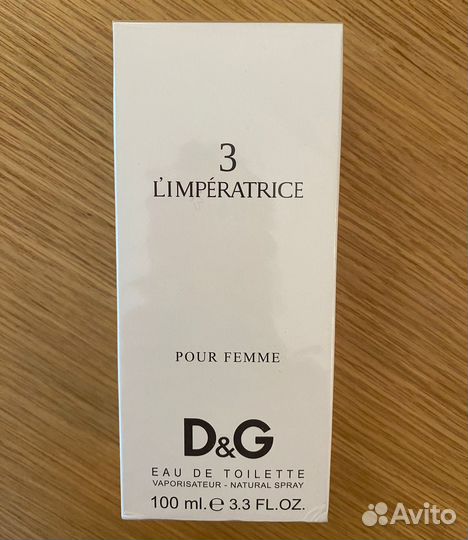 3
L'IMPÉRATRICE
POUR FEMME
D&G
EAU DE TOILETTE
VAPORISATEUR - NATURAL SPRAY
100 ml. e 3.3 FL.OZ.
Avito